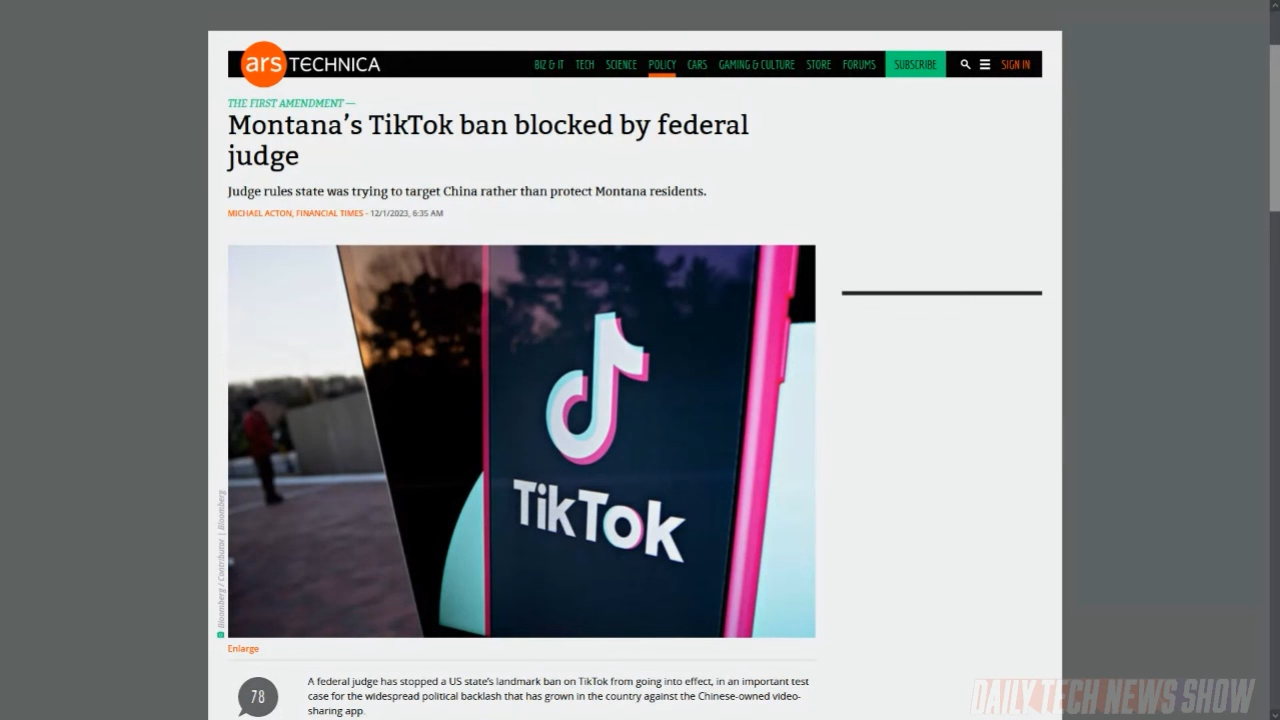 ars TECHNICA
BIZ & IT TECH SCIENCE POLICY CARS GAMING & CULTURE STORE FORUMS SUBSCRIBE SIGN IN
THE FIRST AMENDMENT —
Montana's TikTok ban blocked by federal
judge
Judge rules state was trying to target China rather than protect Montana residents.
MICHAEL ACTON, FINANCIAL TIMES - 12/1/2023, 6:35 AM
TikTok
Bloomberg / Contributor | Bloomberg
Enlarge
78
A federal judge has stopped a US state's landmark ban on TikTok from going into effect, in an important test
case for the widespread political backlash that has grown in the country against the Chinese-owned video-
sharing app.
DAILY TECH NEWS SHOW